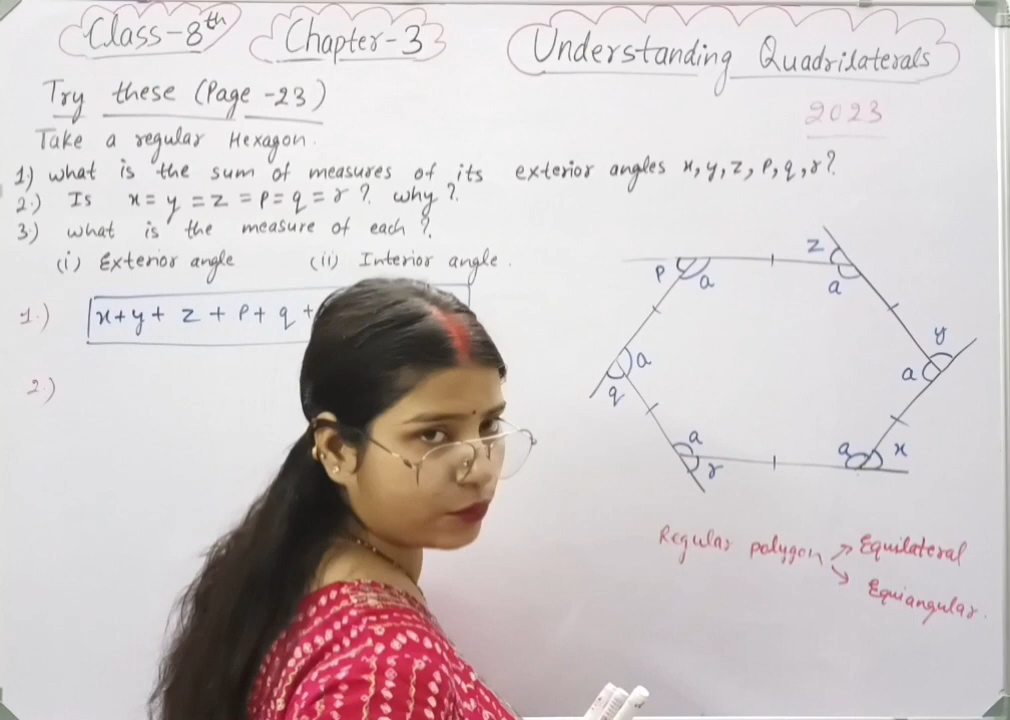 Class-8th Chapter-3 Understanding Quadrilaterals
Try these (Page -23)
2023
Take a regular Hexagon.
1) what is the sum of measures of its exterior angles x, y, z, p, q, r?
2.) Is x = y = z = p = q = r ? why ?
3.) what is the measure of each ?
(i) Exterior angle (ii) Interior angle.
1.) x+y+ z + p+ q +
2.)
z
p a
a
y
a
a
q
a
a x
r
Regular polygon → Equilateral
→ Equiangular.